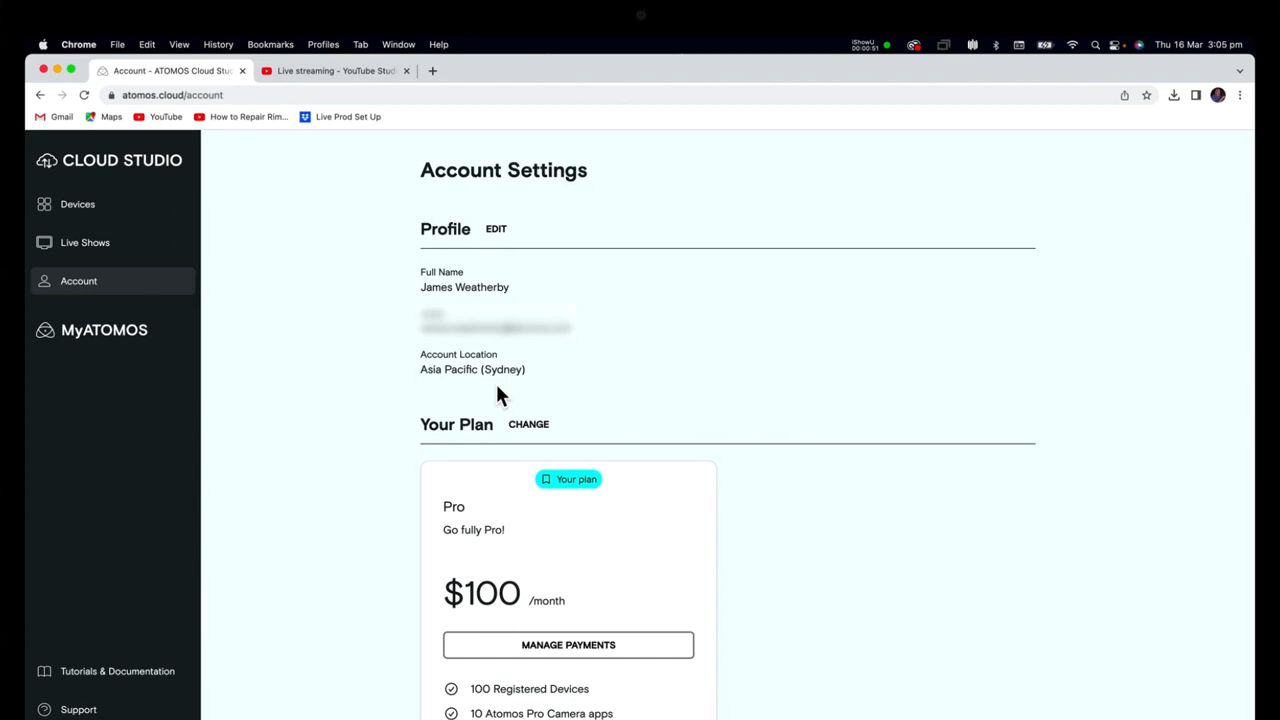 Chrome File Edit View History Bookmarks Profiles Tab Window Help iShowU 00:00:51 Thu 16 Mar 3:05 pm
Account - ATOMOS Cloud Stu Live streaming - YouTube Stud
atomos.cloud/account
Gmail Maps YouTube How to Repair Rim... Live Prod Set Up
CLOUD STUDIO
Devices
Live Shows
Account
MyATOMOS
Tutorials & Documentation
Support
Account Settings
Profile EDIT
Full Name
James Weatherby
Account Location
Asia Pacific (Sydney)
Your Plan CHANGE
Your plan
Pro
Go fully Pro!
$100 /month
MANAGE PAYMENTS
100 Registered Devices
10 Atomos Pro Camera apps